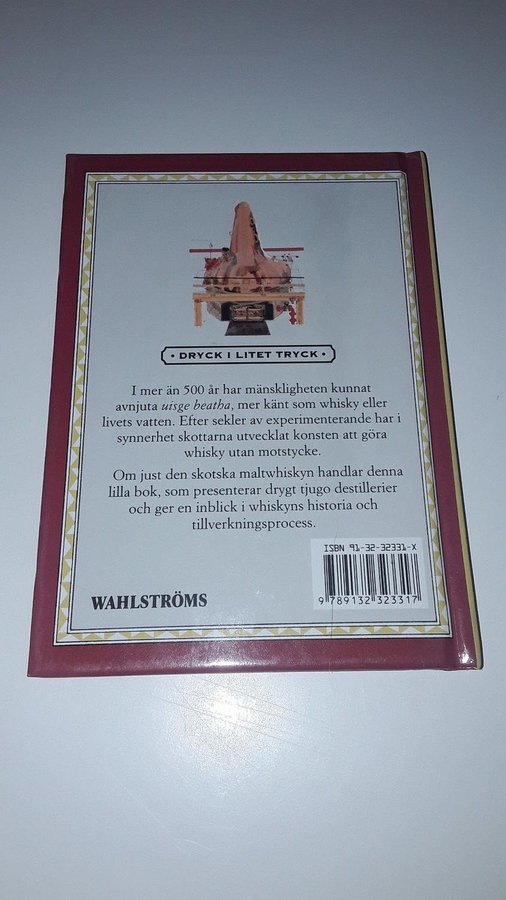 • DRYCK I LITET TRYCK •
I mer än 500 år har mänskligheten kunnat
avnjuta uisge beatha, mer känt som whisky eller
livets vatten. Efter sekler av experimenterande har i
synnerhet skottarna utvecklat konsten att göra
whisky utan motstycke.
Om just den skotska maltwhiskyn handlar denna
lilla bok, som presenterar drygt tjugo destillerier
och ger en inblick i whiskyns historia och
tillverkningsprocess.
ISBN 91-32-32331-X
WAHLSTRÖMS
9 789132 323317